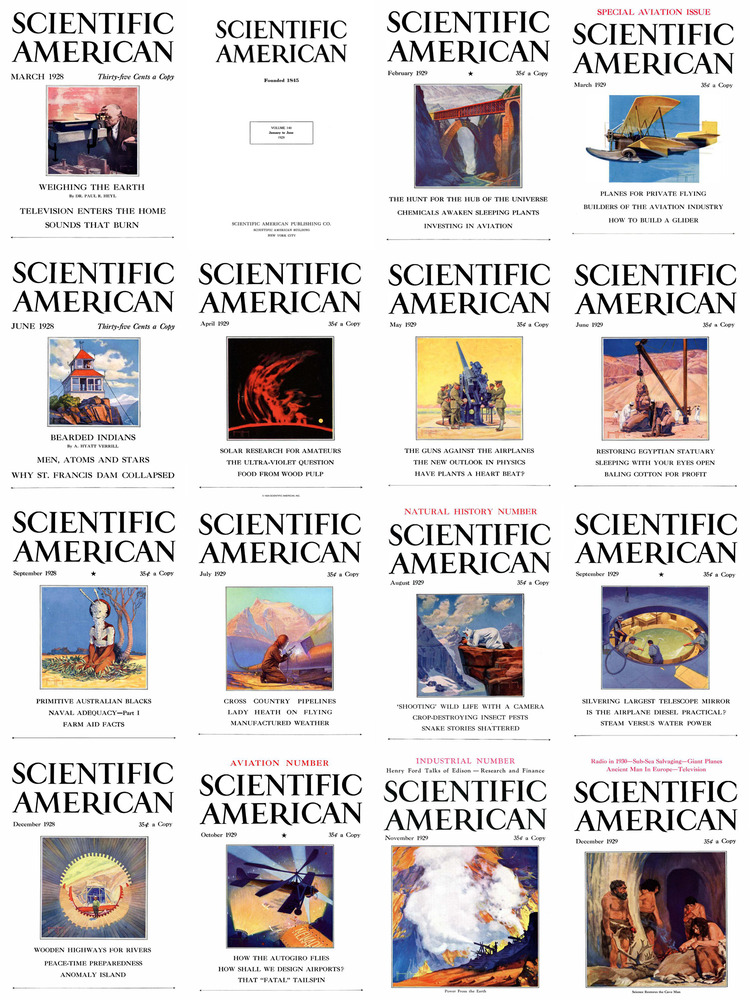 SCIENTIFIC
AMERICAN
MARCH 1928 Thirty-five Cents a Copy
WEIGHING THE EARTH
By DR. PAUL R. HEYL
TELEVISION ENTERS THE HOME
SOUNDS THAT BURN
SCIENTIFIC
AMERICAN
Founded 1845
VOLUME 140
January to June
1929
SCIENTIFIC AMERICAN PUBLISHING CO.
SCIENTIFIC AMERICAN BUILDING
NEW YORK CITY
SCIENTIFIC
AMERICAN
February 1929 ★ 35¢ a Copy
THE HUNT FOR THE HUB OF THE UNIVERSE
CHEMICALS AWAKEN SLEEPING PLANTS
INVESTING IN AVIATION
SPECIAL AVIATION ISSUE
SCIENTIFIC
AMERICAN
March 1929 35¢ a Copy
PLANES FOR PRIVATE FLYING
BUILDERS OF THE AVIATION INDUSTRY
HOW TO BUILD A GLIDER
SCIENTIFIC
AMERICAN
JUNE 1928 Thirty-five Cents a Copy
BEARDED INDIANS
By A. HYATT VERRILL
MEN, ATOMS AND STARS
WHY ST. FRANCIS DAM COLLAPSED
SCIENTIFIC
AMERICAN
April 1929 35¢ a Copy
SOLAR RESEARCH FOR AMATEURS
THE ULTRA-VIOLET QUESTION
FOOD FROM WOOD PULP
SCIENTIFIC
AMERICAN
May 1929 35¢ a Copy
THE GUNS AGAINST THE AIRPLANES
THE NEW OUTLOOK IN PHYSICS
HAVE PLANTS A HEART BEAT?
SCIENTIFIC
AMERICAN
June 1929 35¢ a Copy
RESTORING EGYPTIAN STATUARY
SLEEPING WITH YOUR EYES OPEN
BALING COTTON FOR PROFIT
SCIENTIFIC
AMERICAN
September 1928 ★ 35¢ a Copy
PRIMITIVE AUSTRALIAN BLACKS
NAVAL ADEQUACY—Part I
FARM AID FACTS
SCIENTIFIC
AMERICAN
July 1929 35¢ a Copy
CROSS COUNTRY PIPELINES
LADY HEATH ON FLYING
MANUFACTURED WEATHER
NATURAL HISTORY NUMBER
SCIENTIFIC
AMERICAN
August 1929 35¢ a Copy
'SHOOTING' WILD LIFE WITH A CAMERA
CROP-DESTROYING INSECT PESTS
SNAKE STORIES SHATTERED
SCIENTIFIC
AMERICAN
September 1929 ★ 35¢ a Copy
SILVERING LARGEST TELESCOPE MIRROR
IS THE AIRPLANE DIESEL PRACTICAL?
STEAM VERSUS WATER POWER
SCIENTIFIC
AMERICAN
December 1928 35¢ a Copy
WOODEN HIGHWAYS FOR RIVERS
PEACE-TIME PREPAREDNESS
ANOMALY ISLAND
AVIATION NUMBER
SCIENTIFIC
AMERICAN
October 1929 ★ 35¢ a Copy
HOW THE AUTOGIRO FLIES
HOW SHALL WE DESIGN AIRPORTS?
THAT "FATAL" TAILSPIN
INDUSTRIAL NUMBER
Henry Ford Talks of Edison — Research and Finance
SCIENTIFIC
AMERICAN
November 1929 35¢ a Copy
Power From the Earth
Radio in 1930—Sub-Sea Salvaging—Giant Planes
Ancient Man In Europe—Television
SCIENTIFIC
AMERICAN
December 1929 35¢ a Copy
Science Restores the Cave Man